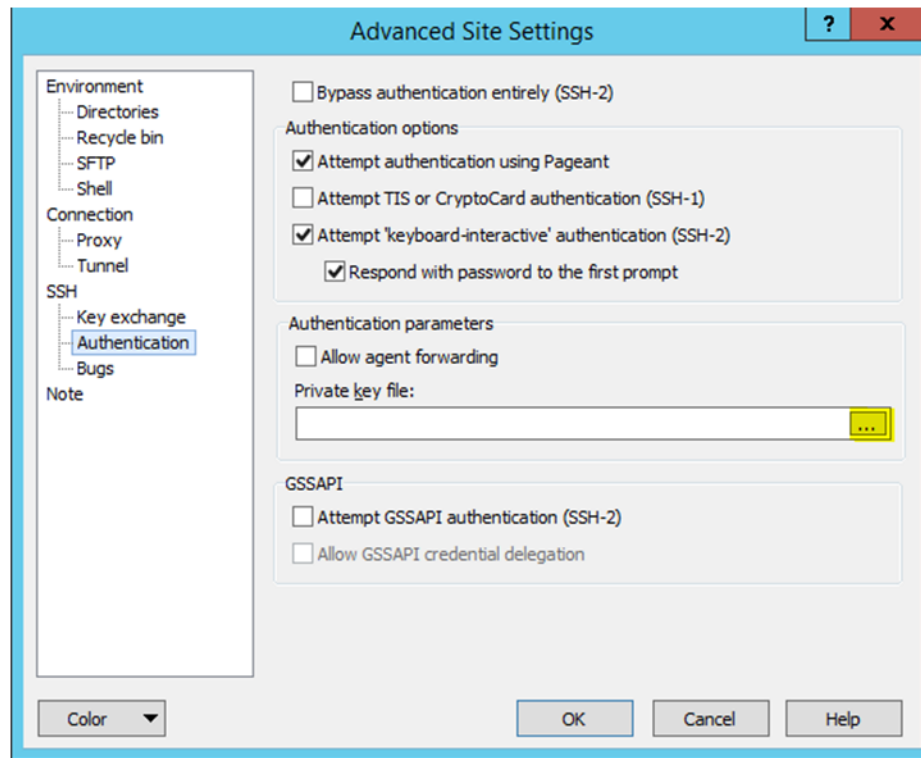 Advanced Site Settings
?
x
Environment
Directories
Recycle bin
SFTP
Shell
Connection
Proxy
Tunnel
SSH
Key exchange
Authentication
Bugs
Note
Bypass authentication entirely (SSH-2)
Authentication options
Attempt authentication using Pageant
Attempt TIS or CryptoCard authentication (SSH-1)
Attempt 'keyboard-interactive' authentication (SSH-2)
Respond with password to the first prompt
Authentication parameters
Allow agent forwarding
Private key file:
...
GSSAPI
Attempt GSSAPI authentication (SSH-2)
Allow GSSAPI credential delegation
Color
OK
Cancel
Help